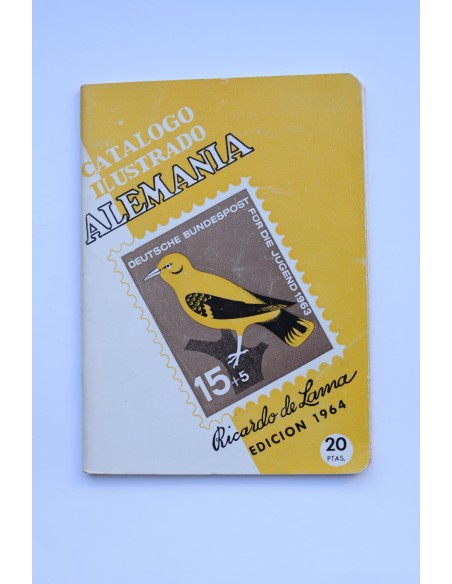 CATALOGO
ILUSTRADO
ALEMANIA
DEUTSCHE BUNDESPOST
FÜR DIE JUGEND 1963
15+5
Ricardo de Lama
EDICION 1964
20
PTAS.